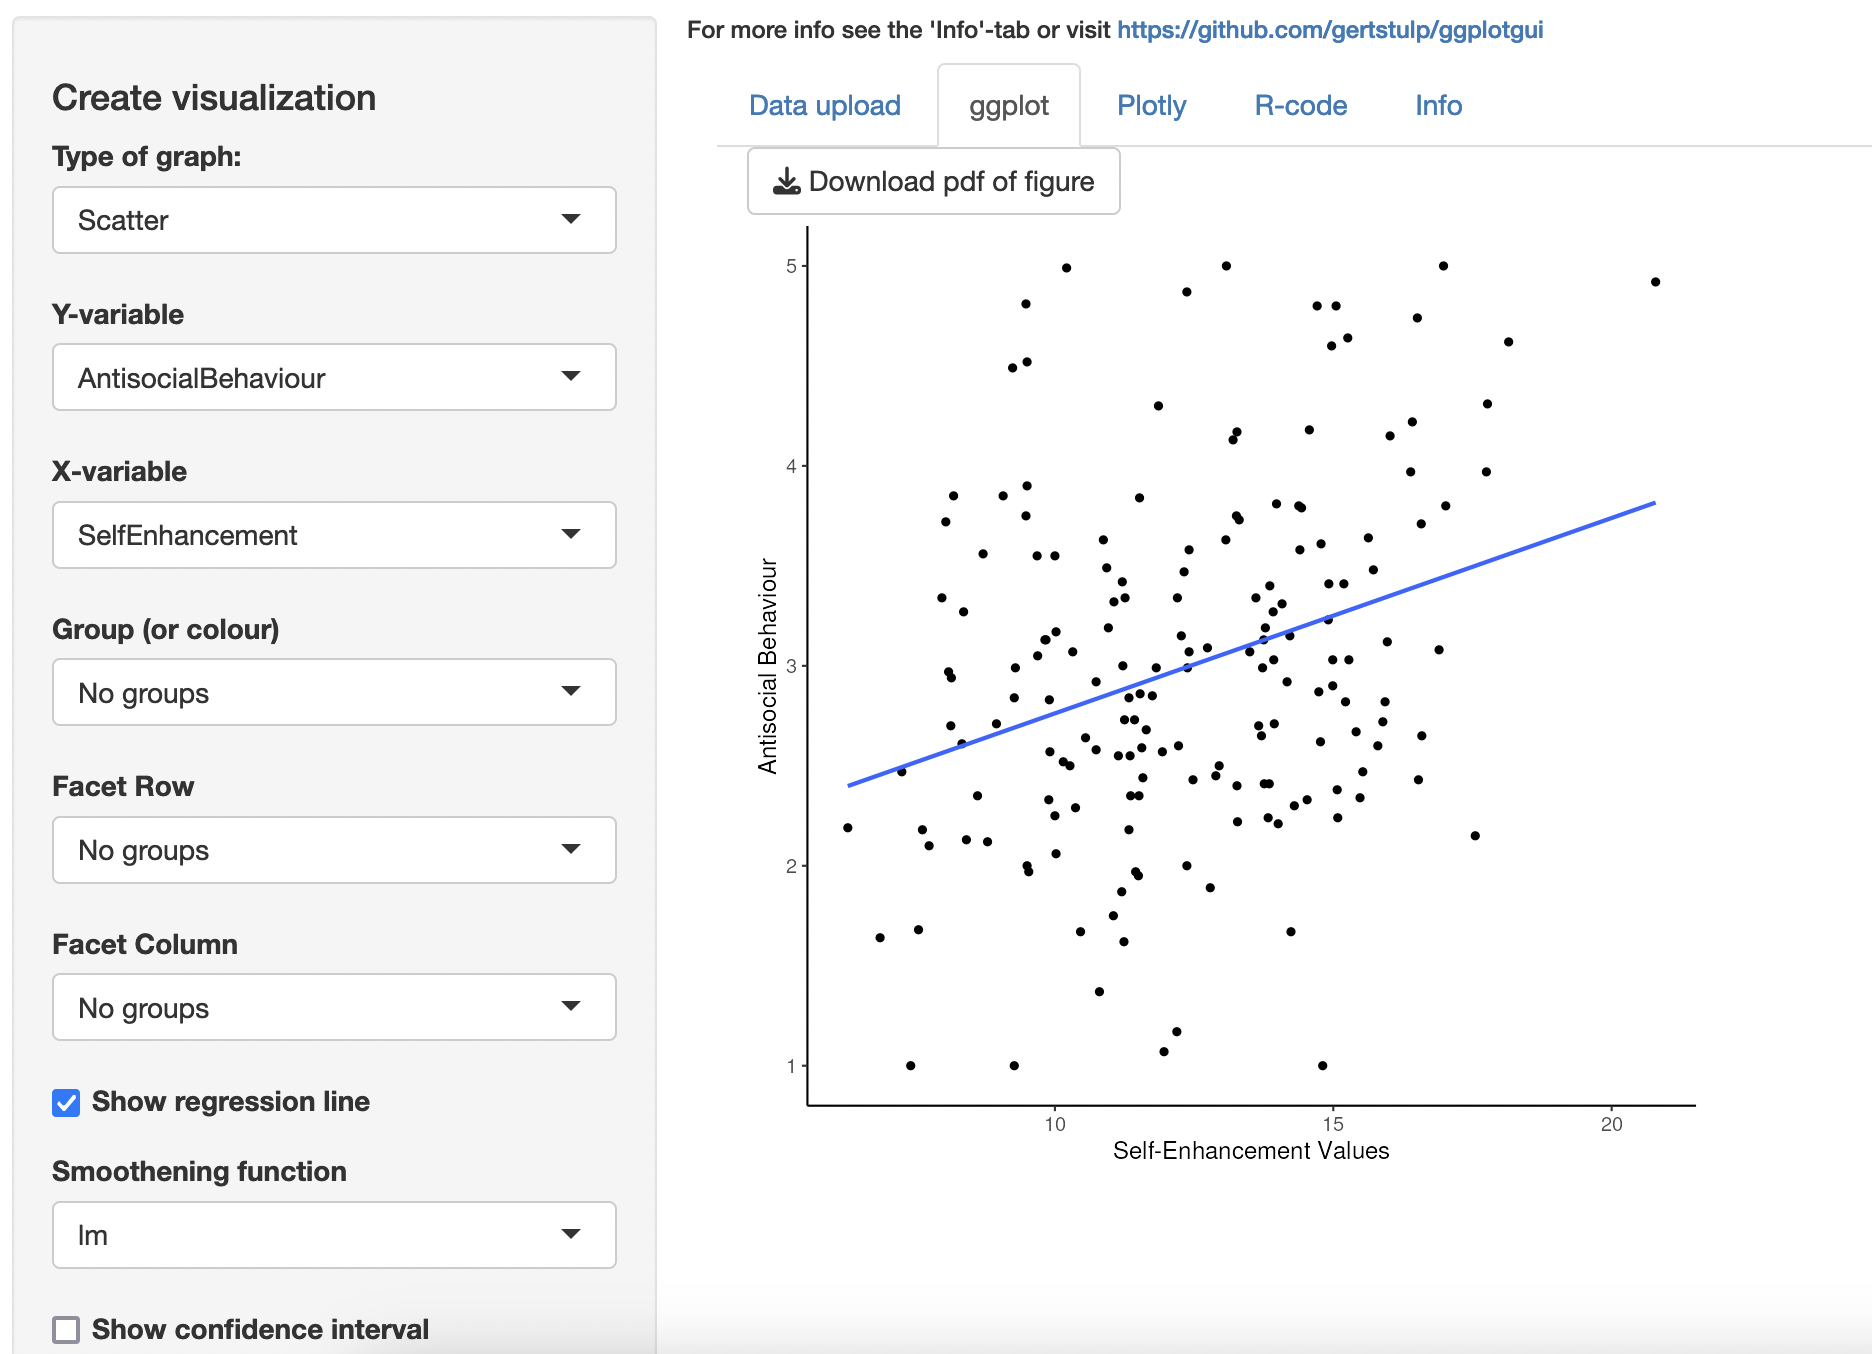 Create visualization
Type of graph:
Scatter
Y-variable
AntisocialBehaviour
X-variable
SelfEnhancement
Group (or colour)
No groups
Facet Row
No groups
Facet Column
No groups
Show regression line
Smoothening function
lm
Show confidence interval
For more info see the 'Info'-tab or visit https://github.com/gertstulp/ggplotgui
Data upload ggplot Plotly R-code Info
Download pdf of figure
5
4
3
2
1
Antisocial Behaviour
10 15 20
Self-Enhancement Values